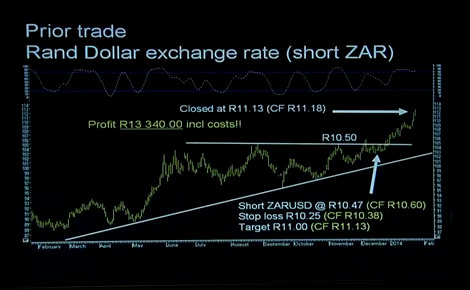 Prior trade
Rand Dollar exchange rate (short ZAR)
Closed at R11.13 (CF R11.18)
Profit R13 340.00 incl costs!!
R10.50
Short ZARUSD @ R10.47 (CF R10.60)
Stop loss R10.25 (CF R10.38)
Target R11.00 (CF R11.13)
February March April May June July August September October November December 2014 Feb